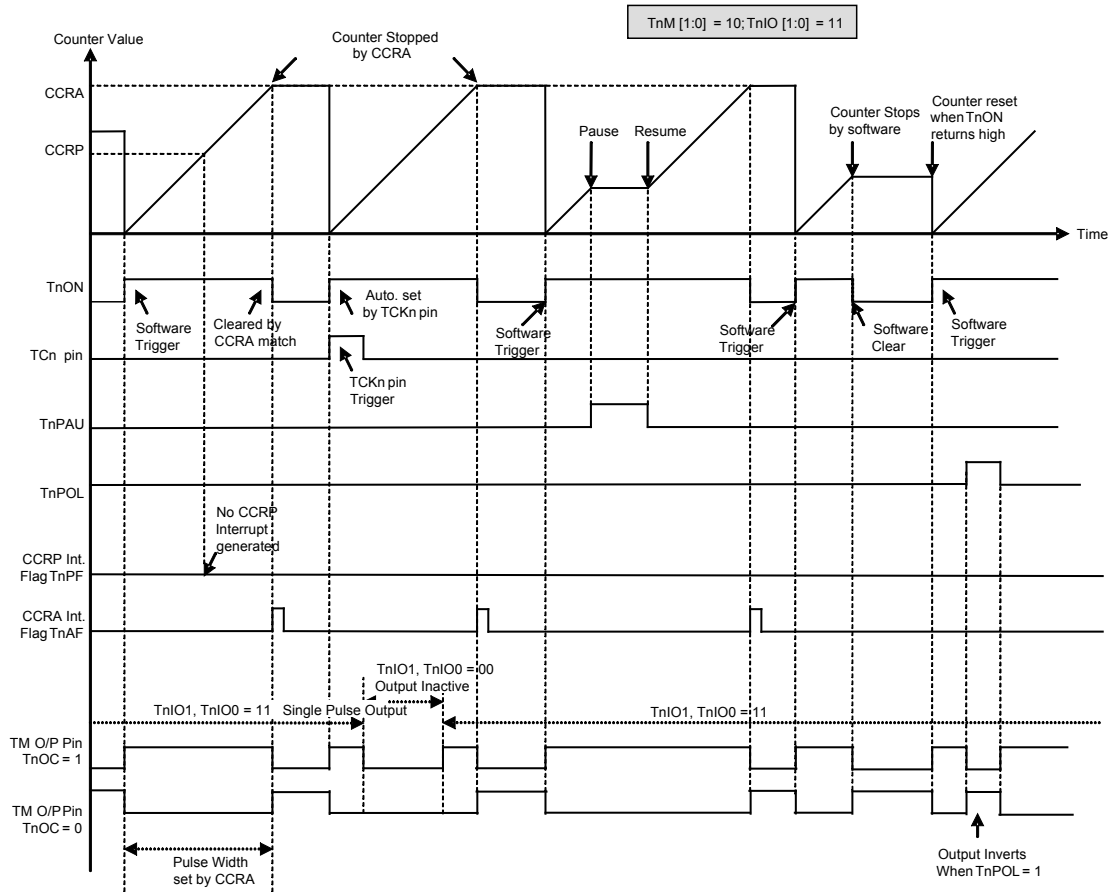 TnM [1:0] = 10; TnIO [1:0] = 11
Counter Value
Counter Stopped
by CCRA
CCRA
CCRP
Pause
Resume
Counter Stops
by software
Counter reset
when TnON
returns high
Time
TnON
Software
Trigger
Cleared by
CCRA match
Auto. set
by TCKn pin
Software
Trigger
Software
Trigger
Software
Clear
Software
Trigger
TCn pin
TCKn pin
Trigger
TnPAU
TnPOL
No CCRP
Interrupt
generated
CCRP Int.
Flag TnPF
CCRA Int.
Flag TnAF
TnIO1, TnIO0 = 00
Output Inactive
TnIO1, TnIO0 = 11 Single Pulse Output
TnIO1, TnIO0 = 11
TM O/P Pin
TnOC = 1
TM O/P Pin
TnOC = 0
Pulse Width
set by CCRA
Output Inverts
When TnPOL = 1